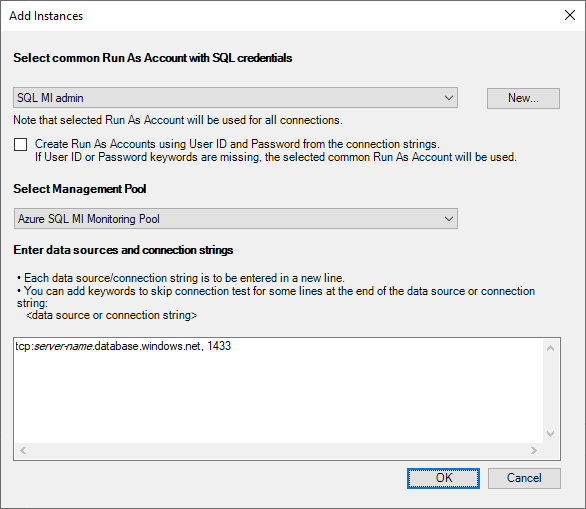 Add Instances
Select common Run As Account with SQL credentials
SQL MI admin
New...
Note that selected Run As Account will be used for all connections.
Create Run As Accounts using User ID and Password from the connection strings.
If User ID or Password keywords are missing, the selected common Run As Account will be used.
Select Management Pool
Azure SQL MI Monitoring Pool
Enter data sources and connection strings
• Each data source/connection string is to be entered in a new line.
• You can add keywords to skip connection test for some lines at the end of the data source or connection
string:
<data source or connection string>
tcp:server-name.database.windows.net, 1433
OK
Cancel